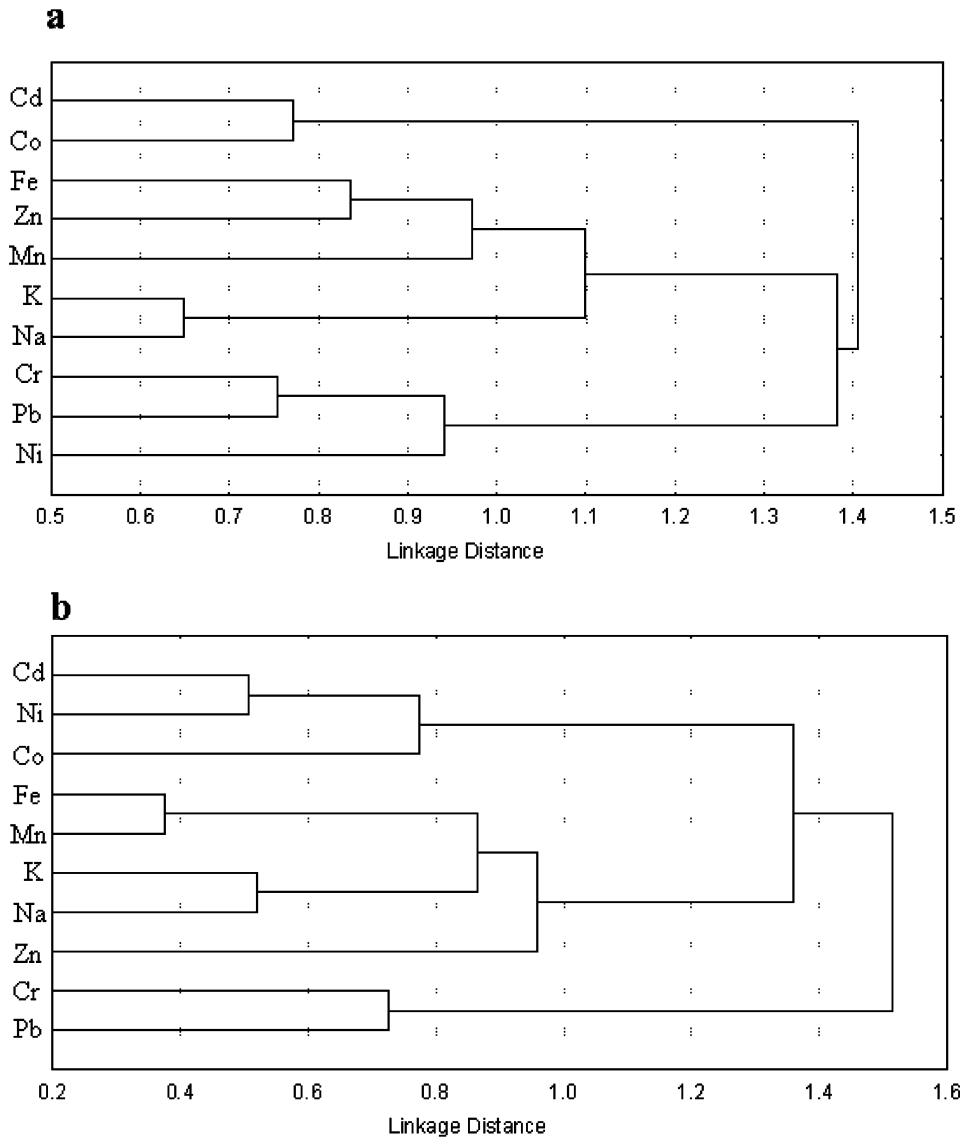 a
Cd
Co
Fe
Zn
Mn
K
Na
Cr
Pb
Ni
0.5 0.6 0.7 0.8 0.9 1.0 1.1 1.2 1.3 1.4 1.5
Linkage Distance
b
Cd
Ni
Co
Fe
Mn
K
Na
Zn
Cr
Pb
0.2 0.4 0.6 0.8 1.0 1.2 1.4 1.6
Linkage Distance